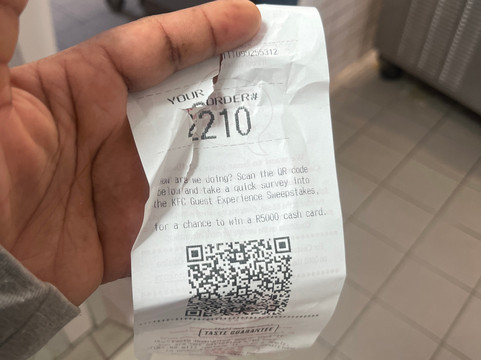 YOUR ORDER#
210
How are we doing? Scan the QR code
below and take a quick survey into
the KFC Guest Experience Sweepstakes,
for a chance to win a R5000 cash card.
TASTE GUARANTEE